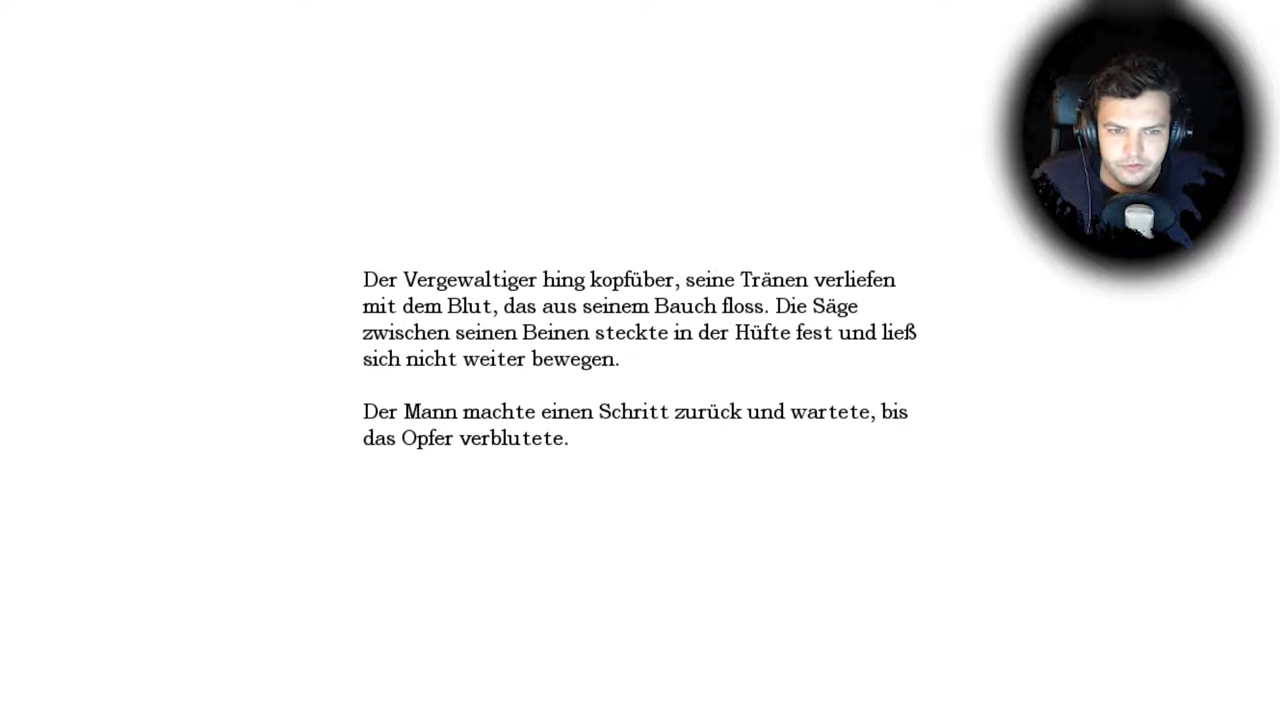 Der Vergewaltiger hing kopfüber, seine Tränen verliefen
mit dem Blut, das aus seinem Bauch floss. Die Säge
zwischen seinen Beinen steckte in der Hüfte fest und ließ
sich nicht weiter bewegen.
Der Mann machte einen Schritt zurück und wartete, bis
das Opfer verblutete.